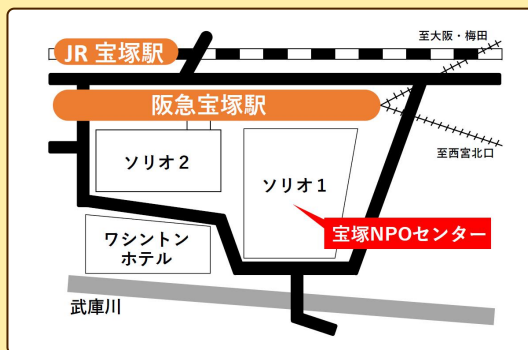 至大阪・梅田
JR 宝塚駅
阪急宝塚駅
至西宮北口
ソリオ2
ソリオ1
宝塚NPOセンター
ワシントン
ホテル
武庫川